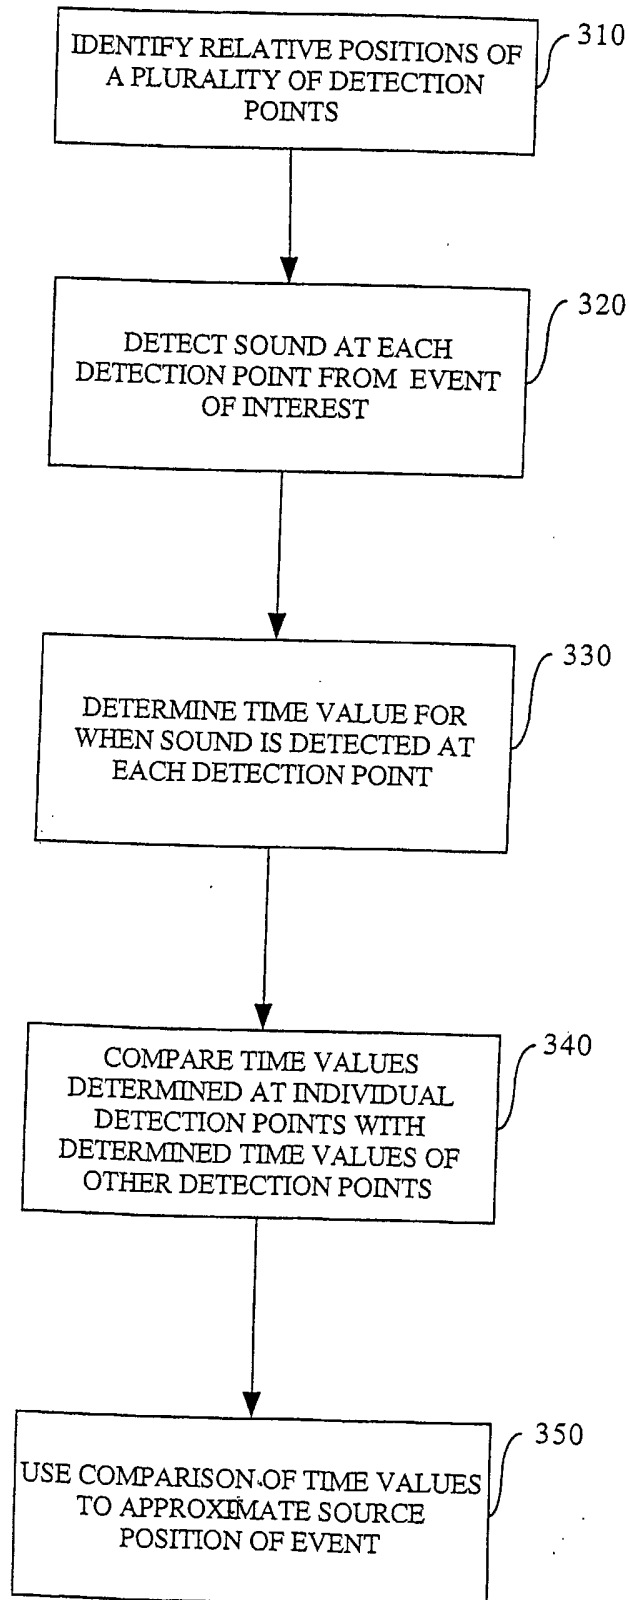 IDENTIFY RELATIVE POSITIONS OF
A PLURALITY OF DETECTION
POINTS
310
DETECT SOUND AT EACH
DETECTION POINT FROM EVENT
OF INTEREST
320
DETERMINE TIME VALUE FOR
WHEN SOUND IS DETECTED AT
EACH DETECTION POINT
330
COMPARE TIME VALUES
DETERMINED AT INDIVIDUAL
DETECTION POINTS WITH
DETERMINED TIME VALUES OF
OTHER DETECTION POINTS
340
USE COMPARISON OF TIME VALUES
TO APPROXIMATE SOURCE
POSITION OF EVENT
350